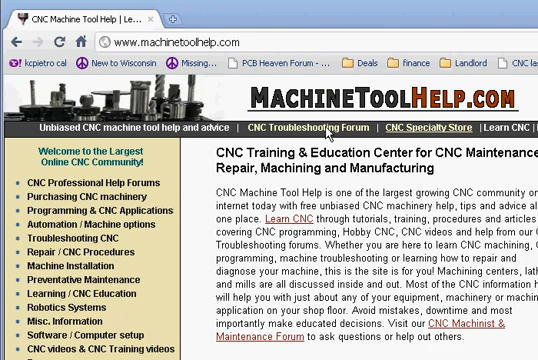 CNC Machine Tool Help | Le...
www.machinetoolhelp.com
kcpietro cal
New to Wisconsin
Missing...
PCB Heaven Forum - ...
Deals
finance
Landlord
CNC las
MACHINETOOLHELP.COM
Unbiased CNC machine tool help and advice | CNC Troubleshooting Forum | CNC Specialty Store | Learn CNC |
Welcome to the Largest
Online CNC Community!
CNC Professional Help Forums
Purchasing CNC machinery
Programming & CNC Applications
Automation / Machine options
Troubleshooting CNC
Repair / CNC Procedures
Machine Installation
Preventative Maintenance
Learning / CNC Education
Robotics Systems
Misc. Information
Software / Computer setup
CNC videos & CNC Training videos
CNC Training & Education Center for CNC Maintenance
Repair, Machining and Manufacturing
CNC Machine Tool Help is one of the largest growing CNC community on
internet today with free unbiased CNC machinery help, tips and advice al
one place. Learn CNC through tutorials, training, procedures and articles
covering CNC programming, Hobby CNC, CNC videos and help from our C
Troubleshooting forums. Whether you are here to learn CNC machining, C
programming, machine troubleshooting or learning how to repair and
diagnose your machine, this is the site is for you! Machining centers, lath
and mills are all discussed inside and out. Most of the CNC information h
will help you with just about any of your equipment, machinery or machin
application on your shop floor. Avoid mistakes, downtime and most
importantly make educated decisions. Visit our CNC Machinist &
Maintenance Forum to ask questions or help out others.